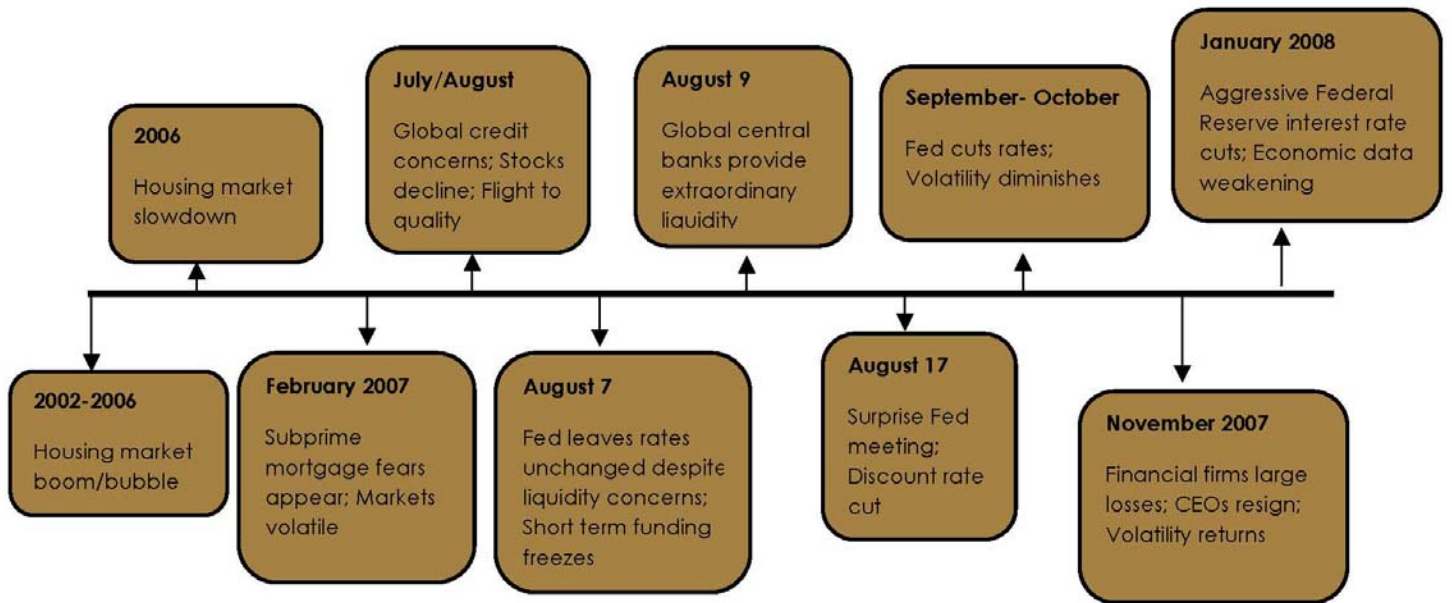 2002-2006
Housing market
boom/bubble
2006
Housing market
slowdown
February 2007
Subprime
mortgage fears
appear; Markets
volatile
July/August
Global credit
concerns; Stocks
decline; Flight to
quality
August 7
Fed leaves rates
unchanged despite
liquidity concerns;
Short term funding
freezes
August 9
Global central
banks provide
extraordinary
liquidity
August 17
Surprise Fed
meeting;
Discount rate
cut
September- October
Fed cuts rates;
Volatility diminishes
November 2007
Financial firms large
losses; CEOs resign;
Volatility returns
January 2008
Aggressive Federal
Reserve interest rate
cuts; Economic data
weakening